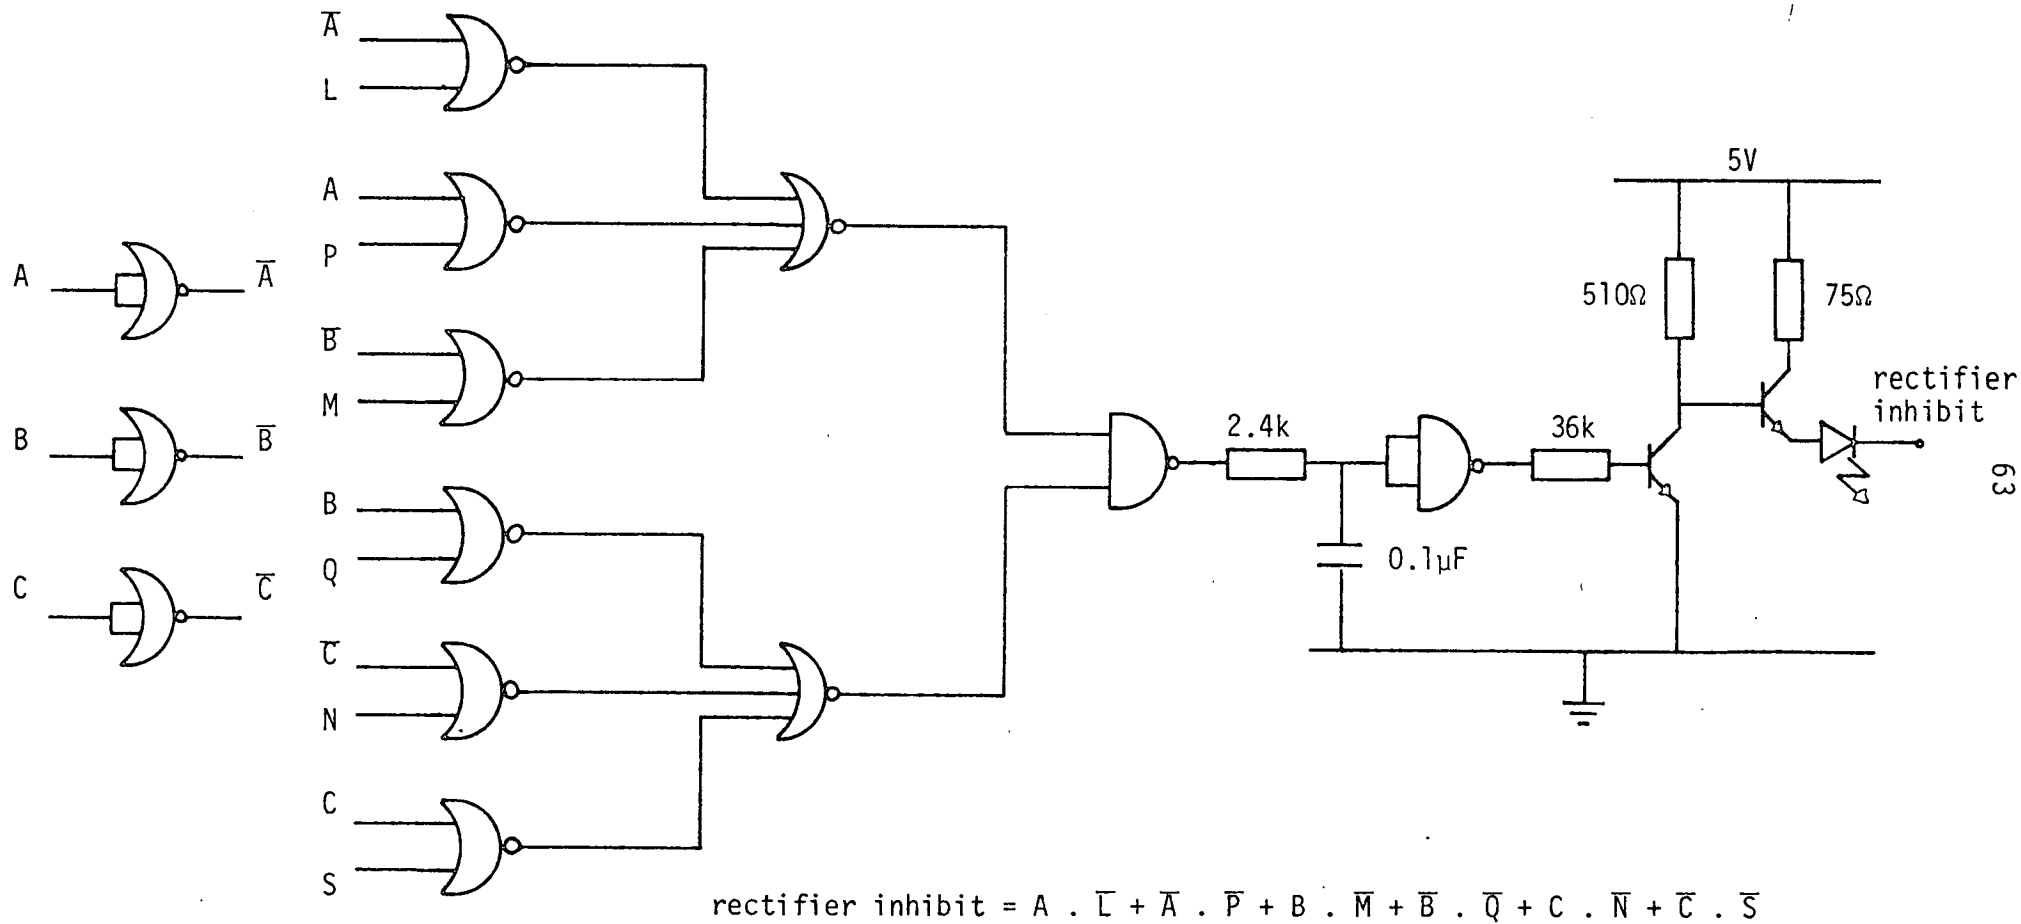 A
A̅
B
B̅
C
C̅
A̅
L
A
P
B̅
M
B
Q
C̅
N
C
S
2.4k
0.1µF
36k
5V
510Ω
75Ω
rectifier
inhibit
63
rectifier inhibit = A . L̅ + A̅ . P̅ + B . M̅ + B̅ . Q̅ + C . N̅ + C̅ . S̅